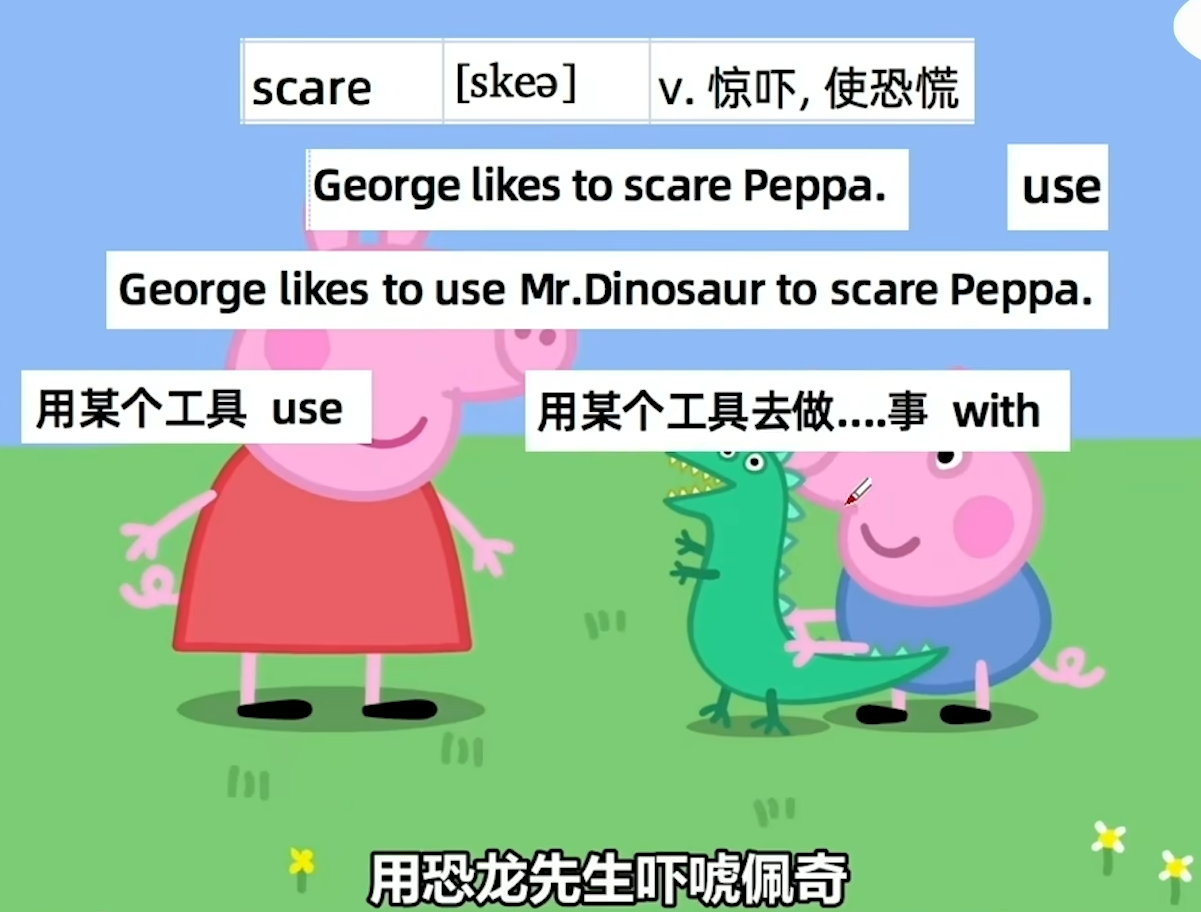 scare [skeə] v. 惊吓, 使恐慌
George likes to scare Peppa. use
George likes to use Mr.Dinosaur to scare Peppa.
用某个工具 use 用某个工具去做....事 with
用恐龙先生吓唬佩奇